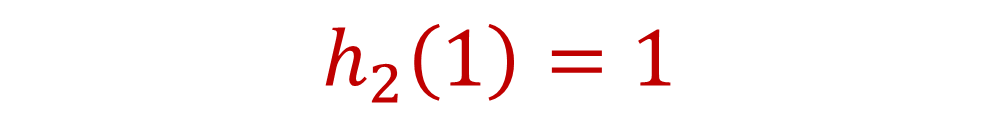 h₂(1) = 1